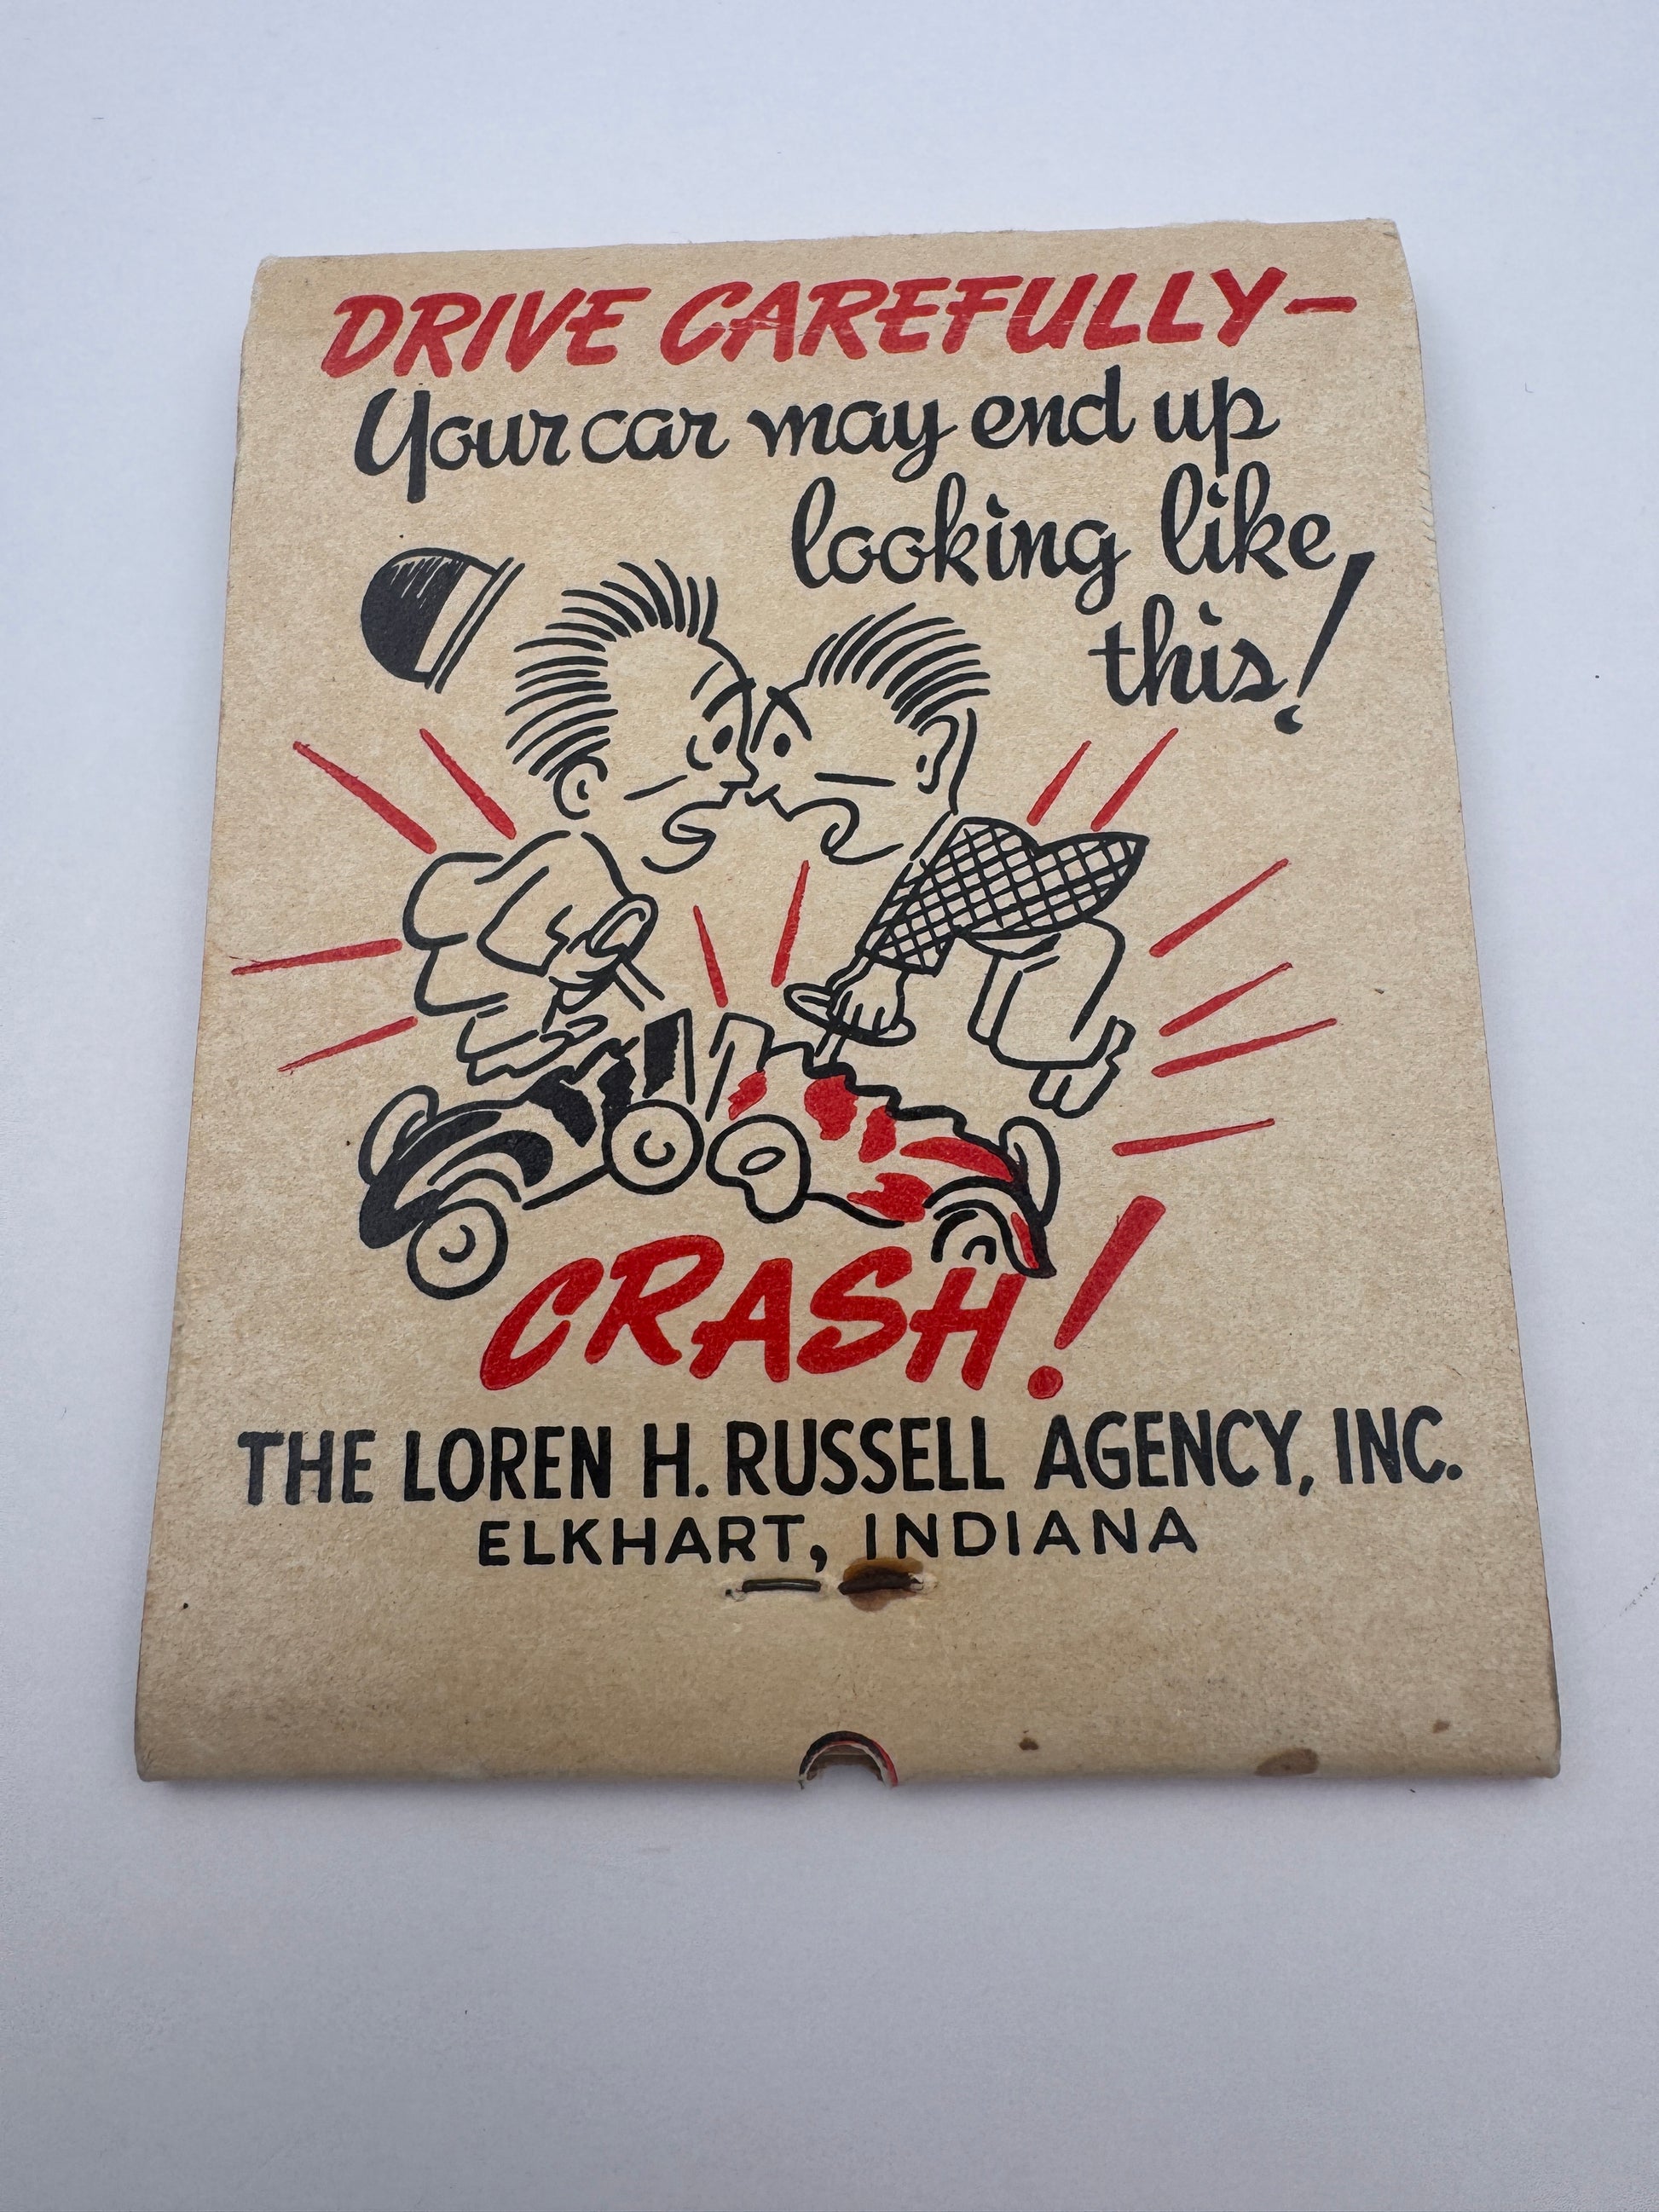 DRIVE CAREFULLY—
Your car may end up
looking like
this!
CRASH!
THE LOREN H. RUSSELL AGENCY, INC.
ELKHART, INDIANA